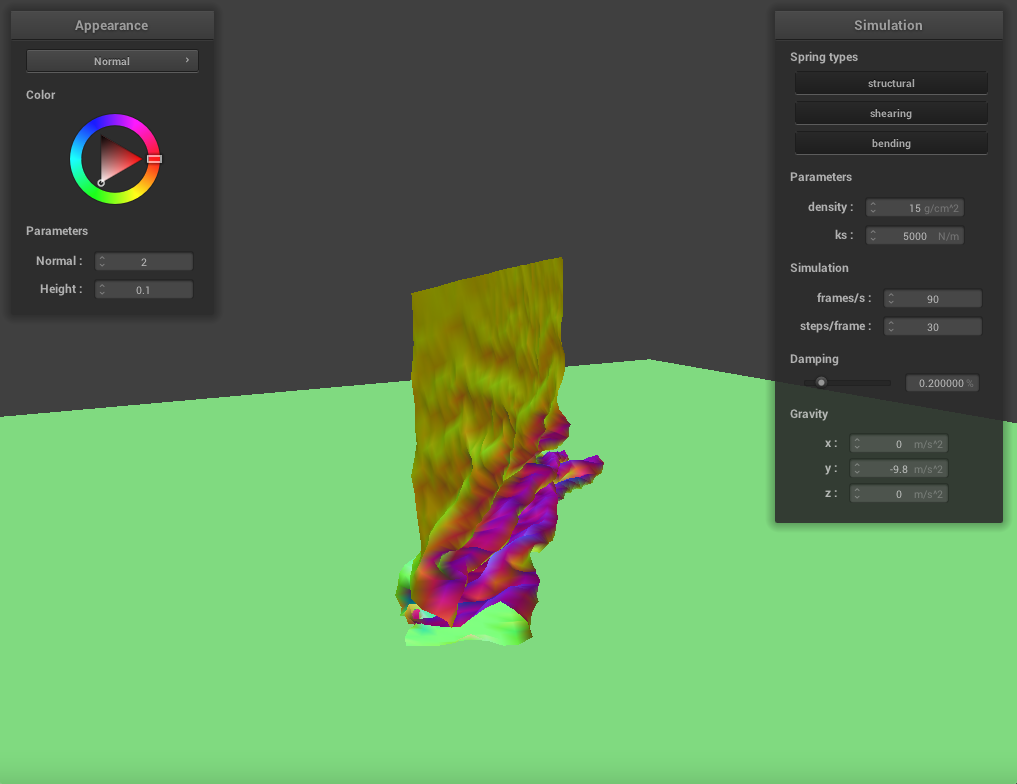 Appearance
Normal
Color
Parameters
Normal : 2
Height : 0.1
Simulation
Spring types
structural
shearing
bending
Parameters
density : 15 g/cm^2
ks : 5000 N/m
Simulation
frames/s : 90
steps/frame : 30
Damping
0.200000 %
Gravity
x : 0 m/s^2
y : -9.8 m/s^2
z : 0 m/s^2